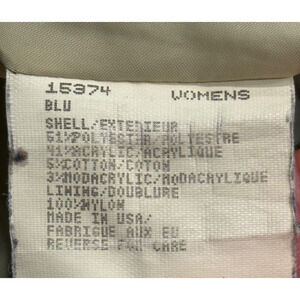 15374 WOMENS
BLU
SHELL/EXTERIEUR
51%POLYESTER/POLYESTRE
41%ACRYLIC/ACRYLIQUE
5%COTTON/COTON
3%MODACRYLIC/MODACRYLIQUE
LINING/DOUBLURE
100%NYLON
MADE IN USA/
FABRIQUE AUX EU
REVERSE FOR CARE